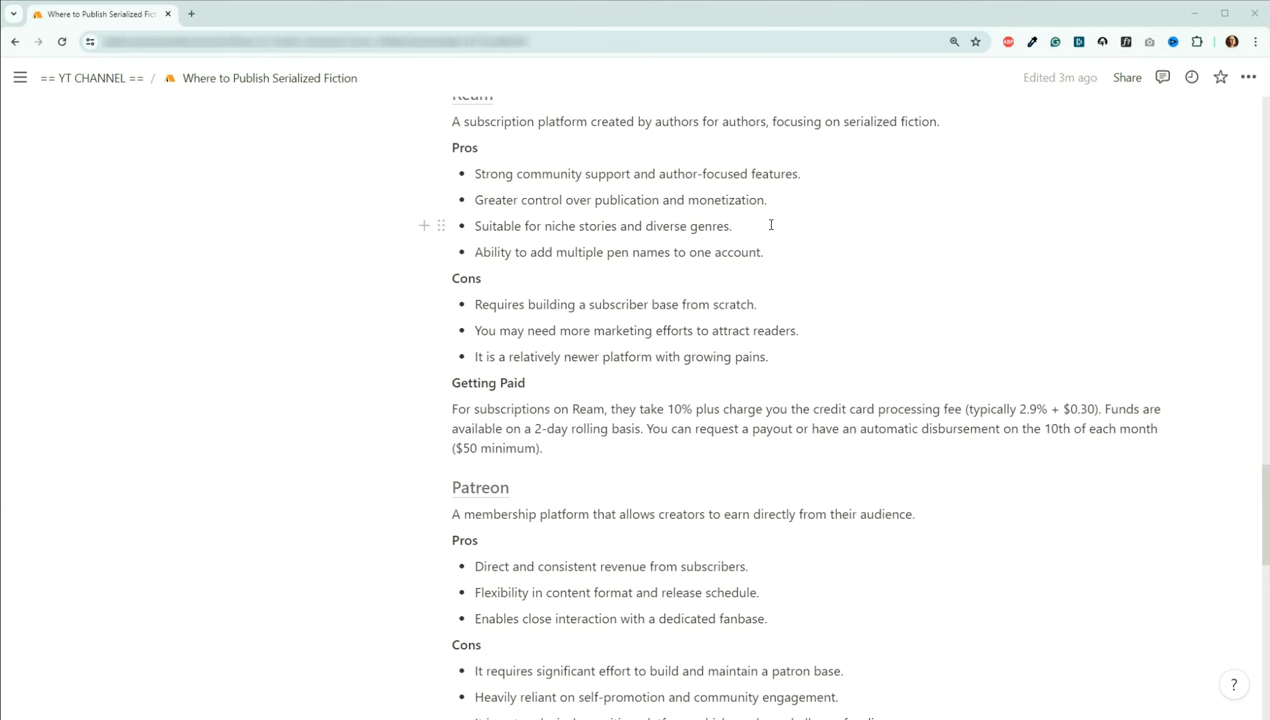 Where to Publish Serialized Fic
== YT CHANNEL == / Where to Publish Serialized Fiction
Edited 3m ago Share
Ream
A subscription platform created by authors for authors, focusing on serialized fiction.
Pros
• Strong community support and author-focused features.
• Greater control over publication and monetization.
• Suitable for niche stories and diverse genres.
• Ability to add multiple pen names to one account.
Cons
• Requires building a subscriber base from scratch.
• You may need more marketing efforts to attract readers.
• It is a relatively newer platform with growing pains.
Getting Paid
For subscriptions on Ream, they take 10% plus charge you the credit card processing fee (typically 2.9% + $0.30). Funds are
available on a 2-day rolling basis. You can request a payout or have an automatic disbursement on the 10th of each month
($50 minimum).
Patreon
A membership platform that allows creators to earn directly from their audience.
Pros
• Direct and consistent revenue from subscribers.
• Flexibility in content format and release schedule.
• Enables close interaction with a dedicated fanbase.
Cons
• It requires significant effort to build and maintain a patron base.
• Heavily reliant on self-promotion and community engagement.
?